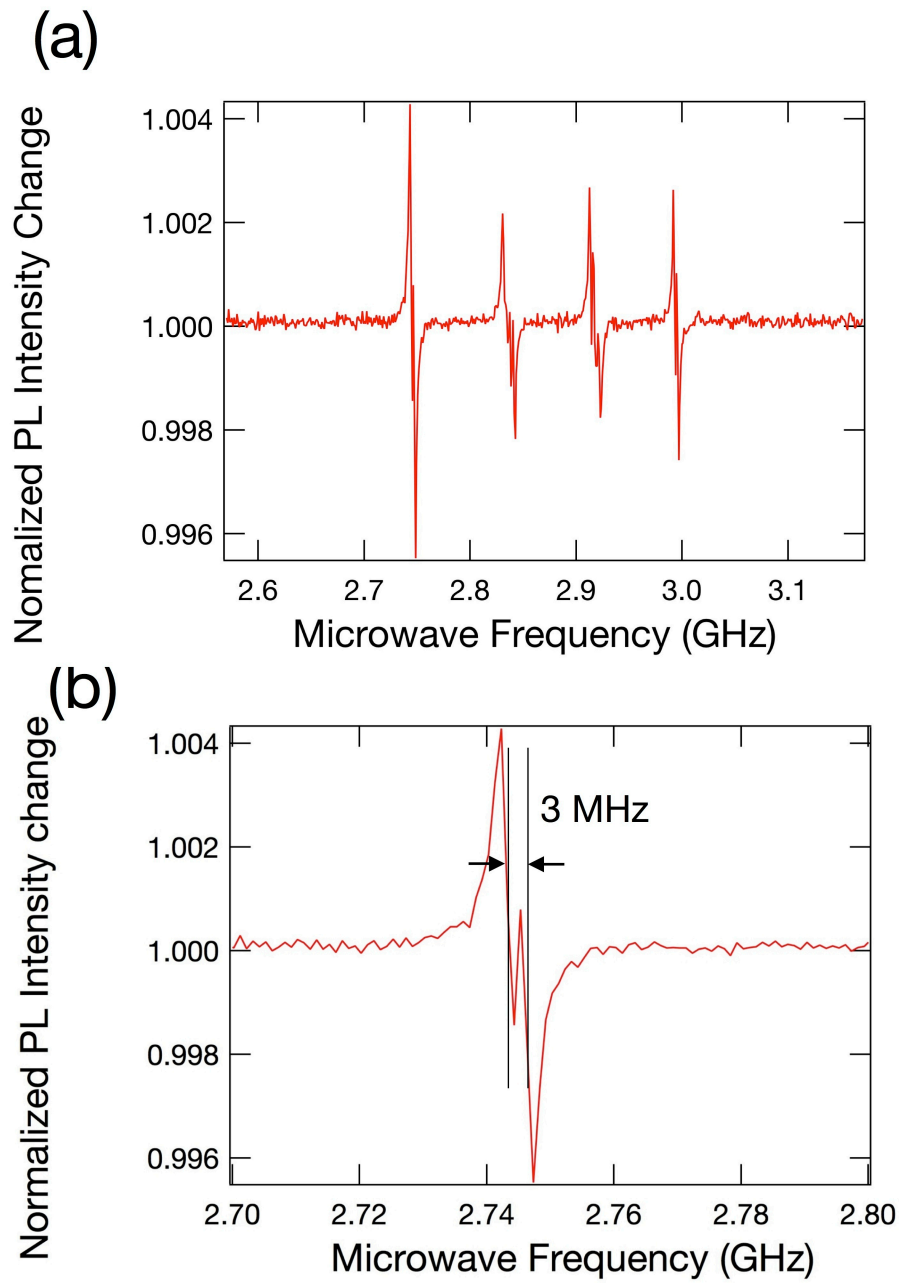 (a)
Nomalized PL Intensity Change
1.004
1.002
1.000
0.998
0.996
2.6 2.7 2.8 2.9 3.0 3.1
Microwave Frequency (GHz)
(b)
Normalized PL Intensity change
1.004
1.002
1.000
0.998
0.996
3 MHz
2.70 2.72 2.74 2.76 2.78 2.80
Microwave Frequency (GHz)